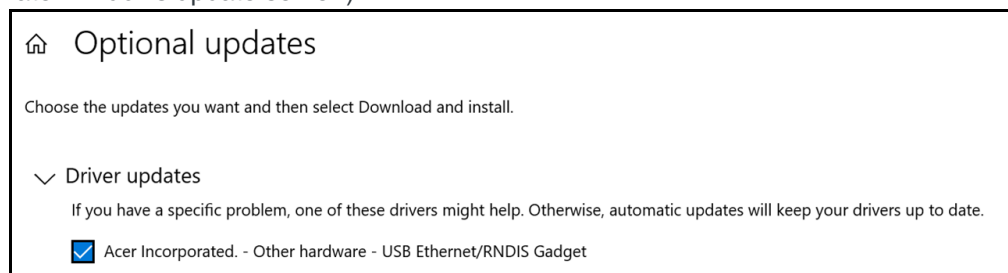 Optional updates
Choose the updates you want and then select Download and install.
Driver updates
If you have a specific problem, one of these drivers might help. Otherwise, automatic updates will keep your drivers up to date.
Acer Incorporated. - Other hardware - USB Ethernet/RNDIS Gadget